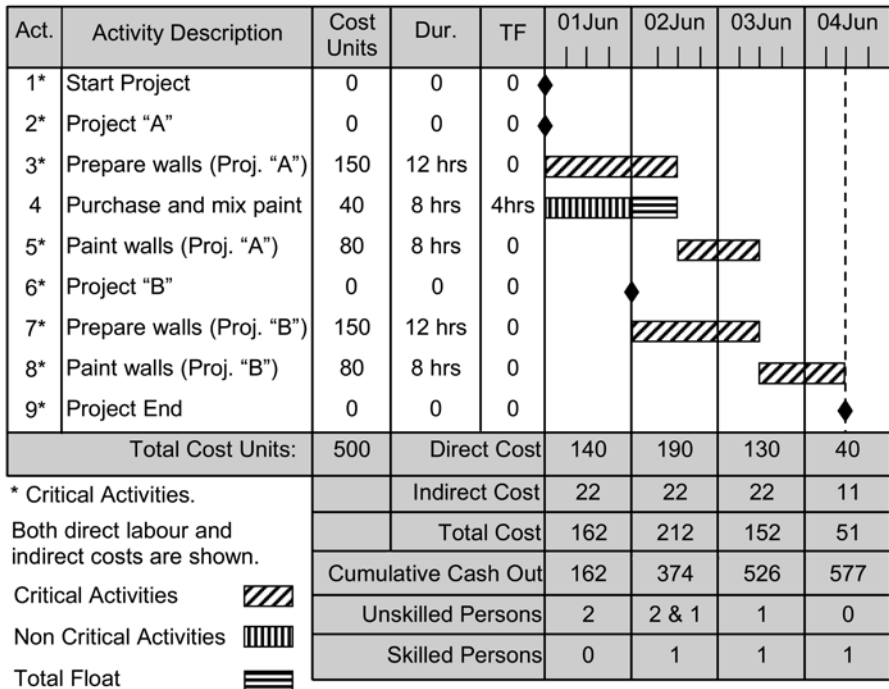 Act. Activity Description Cost Units Dur. TF 01Jun 02Jun 03Jun 04Jun
1* Start Project 0 0 0
2* Project “A” 0 0 0
3* Prepare walls (Proj. “A”) 150 12 hrs 0
4 Purchase and mix paint 40 8 hrs 4hrs
5* Paint walls (Proj. “A”) 80 8 hrs 0
6* Project “B” 0 0 0
7* Prepare walls (Proj. “B”) 150 12 hrs 0
8* Paint walls (Proj. “B”) 80 8 hrs 0
9* Project End 0 0 0
Total Cost Units: 500 Direct Cost 140 190 130 40
* Critical Activities.
Indirect Cost 22 22 22 11
Both direct labour and
indirect costs are shown.
Total Cost 162 212 152 51
Cumulative Cash Out 162 374 526 577
Critical Activities
Unskilled Persons 2 2 & 1 1 0
Non Critical Activities
Skilled Persons 0 1 1 1
Total Float